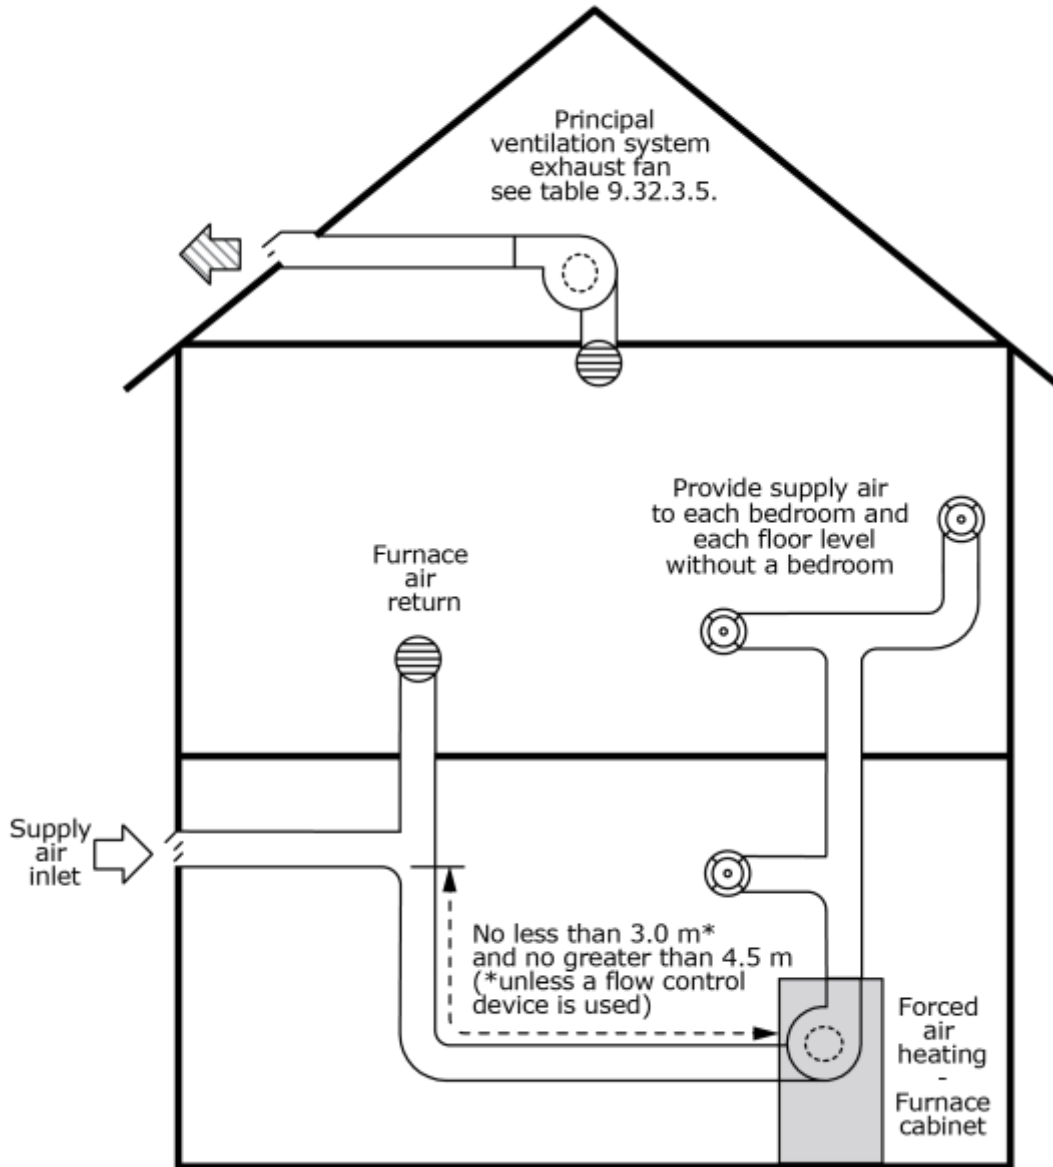 Principal
ventilation system
exhaust fan
see table 9.32.3.5.
Provide supply air
to each bedroom and
each floor level
without a bedroom
Furnace
air
return
Supply
air
inlet
No less than 3.0 m*
and no greater than 4.5 m
(*unless a flow control
device is used)
Forced
air
heating
-
Furnace
cabinet